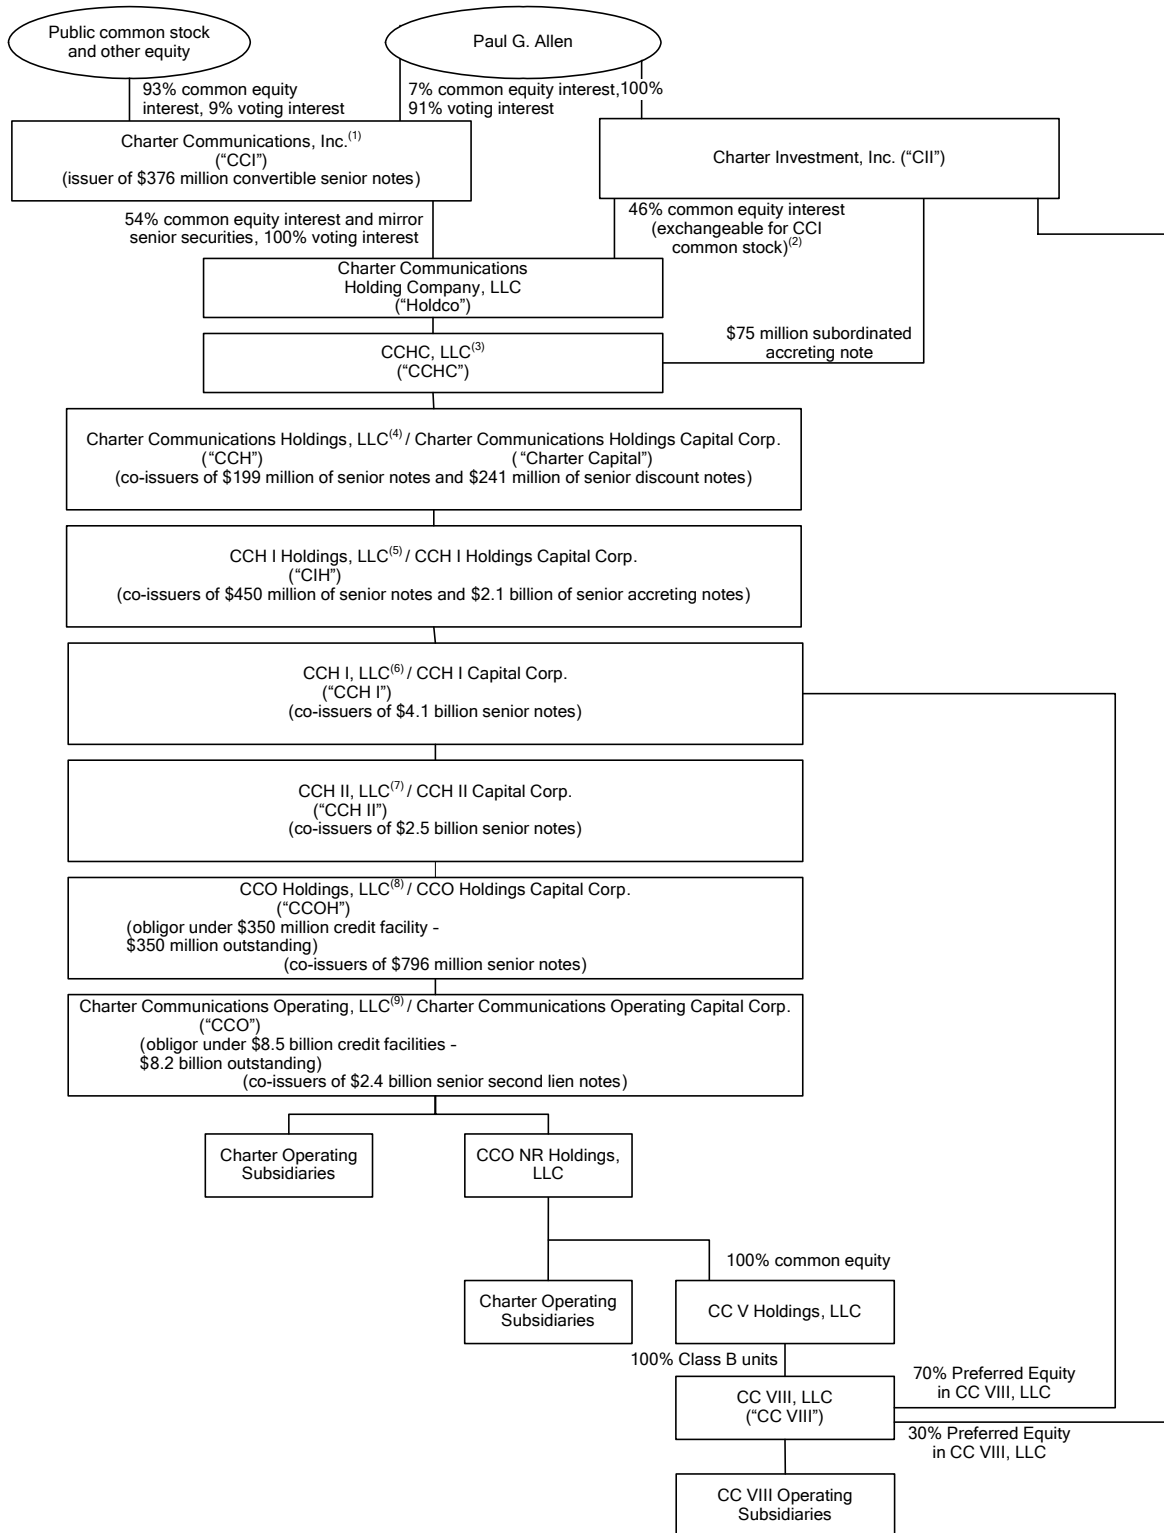 Public common stock
and other equity
Paul G. Allen
93% common equity
interest, 9% voting interest
7% common equity interest,
91% voting interest
100%
Charter Communications, Inc.(1)
(“CCI”)
(issuer of $376 million convertible senior notes)
Charter Investment, Inc. (“CII”)
54% common equity interest and mirror
senior securities, 100% voting interest
46% common equity interest
(exchangeable for CCI
common stock)(2)
Charter Communications
Holding Company, LLC
(“Holdco”)
$75 million subordinated
accreting note
CCHC, LLC(3)
(“CCHC”)
Charter Communications Holdings, LLC(4) / Charter Communications Holdings Capital Corp.
(“CCH”) (“Charter Capital”)
(co-issuers of $199 million of senior notes and $241 million of senior discount notes)
CCH I Holdings, LLC(5) / CCH I Holdings Capital Corp.
(“CIH”)
(co-issuers of $450 million of senior notes and $2.1 billion of senior accreting notes)
CCH I, LLC(6) / CCH I Capital Corp.
(“CCH I”)
(co-issuers of $4.1 billion senior notes)
CCH II, LLC(7) / CCH II Capital Corp.
(“CCH II”)
(co-issuers of $2.5 billion senior notes)
CCO Holdings, LLC(8) / CCO Holdings Capital Corp.
(“CCOH”)
(obligor under $350 million credit facility –
$350 million outstanding)
(co-issuers of $796 million senior notes)
Charter Communications Operating, LLC(9) / Charter Communications Operating Capital Corp.
(“CCO”)
(obligor under $8.5 billion credit facilities –
$8.2 billion outstanding)
(co-issuers of $2.4 billion senior second lien notes)
Charter Operating
Subsidiaries
CCO NR Holdings,
LLC
100% common equity
Charter Operating
Subsidiaries
CC V Holdings, LLC
100% Class B units
70% Preferred Equity
in CC VIII, LLC
CC VIII, LLC
(“CC VIII”)
30% Preferred Equity
in CC VIII, LLC
CC VIII Operating
Subsidiaries